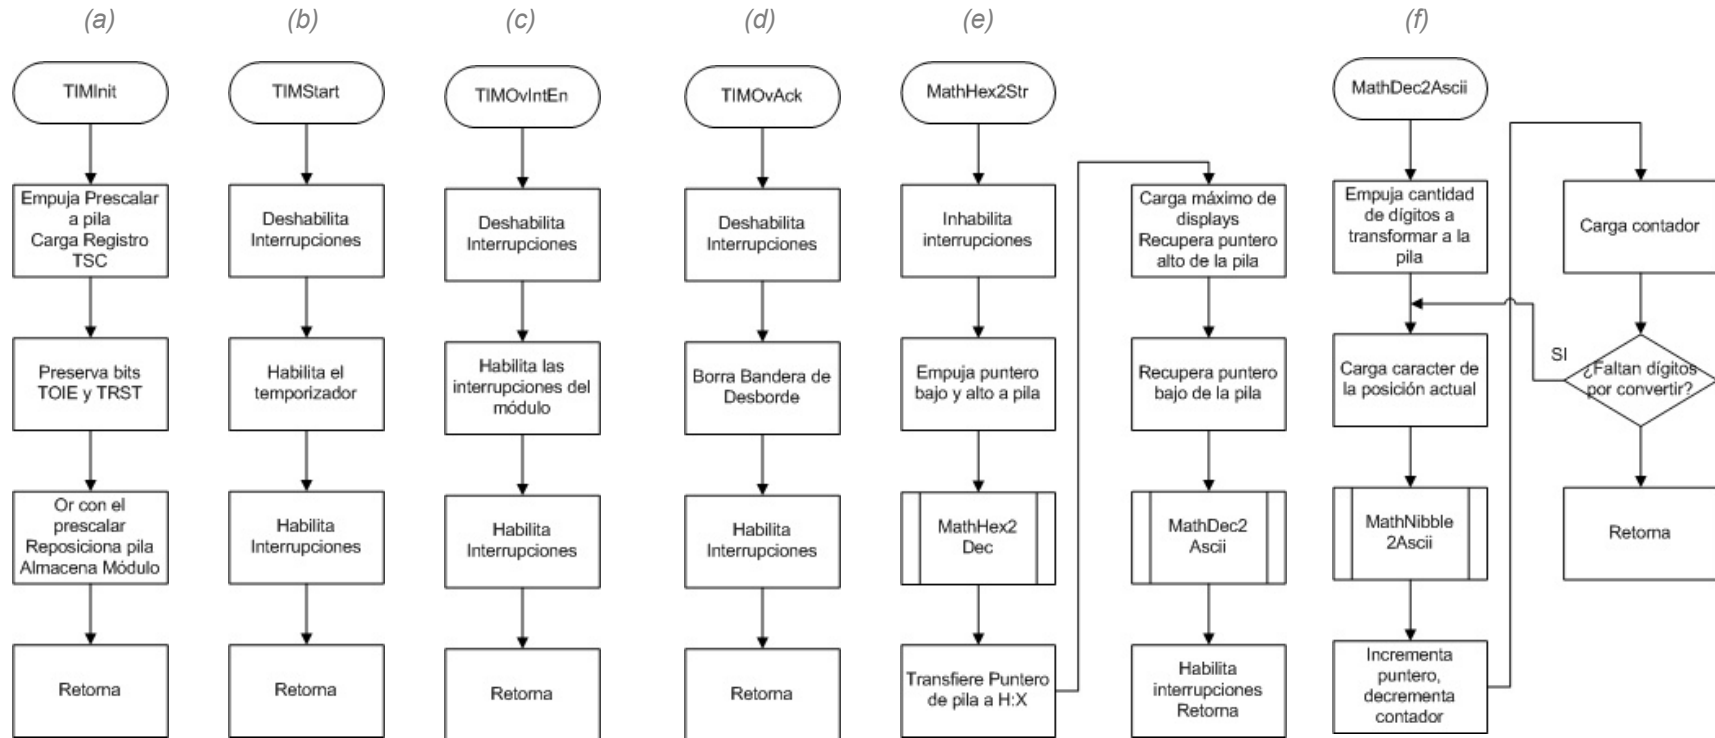 (a)
TIMInit
Empuja Prescalar
a pila
Carga Registro
TSC
Preserva bits
TOIE y TRST
Or con el
prescalar
Reposiciona pila
Almacena Módulo
Retorna
(b)
TIMStart
Deshabilita
Interrupciones
Habilita el
temporizador
Habilita
Interrupciones
Retorna
(c)
TIMOvIntEn
Deshabilita
Interrupciones
Habilita las
interrupciones del
módulo
Habilita
Interrupciones
Retorna
(d)
TIMOvAck
Deshabilita
Interrupciones
Borra Bandera de
Desborde
Habilita
Interrupciones
Retorna
(e)
MathHex2Str
Inhabilita
interrupciones
Empuja puntero
bajo y alto a pila
MathHex2
Dec
Transfiere Puntero
de pila a H:X
Carga máximo de
displays
Recupera puntero
alto de la pila
Recupera puntero
bajo de la pila
MathDec2
Ascii
Habilita
interrupciones
Retorna
(f)
MathDec2Ascii
Empuja cantidad
de dígitos a
transformar a la
pila
Carga caracter de
la posición actual
MathNibble
2Ascii
Incrementa
puntero,
decrementa
contador
Carga contador
¿Faltan dígitos
por convertir?
SI
Retorna